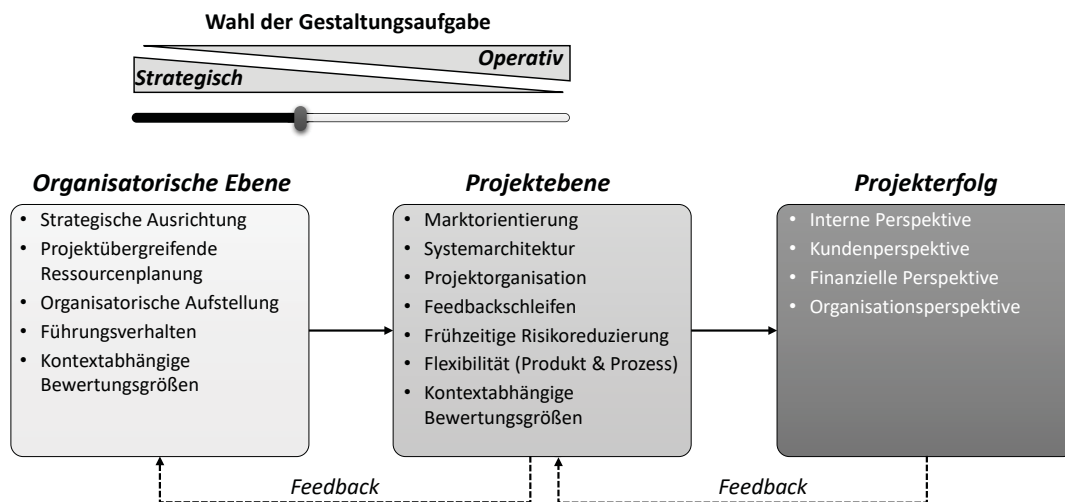 Wahl der Gestaltungsaufgabe
Operativ
Strategisch
Organisatorische Ebene
• Strategische Ausrichtung
• Projektübergreifende
Ressourcenplanung
• Organisatorische Aufstellung
• Führungsverhalten
• Kontextabhängige
Bewertungsgrößen
Projektebene
• Marktorientierung
• Systemarchitektur
• Projektorganisation
• Feedbackschleifen
• Frühzeitige Risikoreduzierung
• Flexibilität (Produkt & Prozess)
• Kontextabhängige
Bewertungsgrößen
Projekterfolg
• Interne Perspektive
• Kundenperspektive
• Finanzielle Perspektive
• Organisationsperspektive
Feedback
Feedback